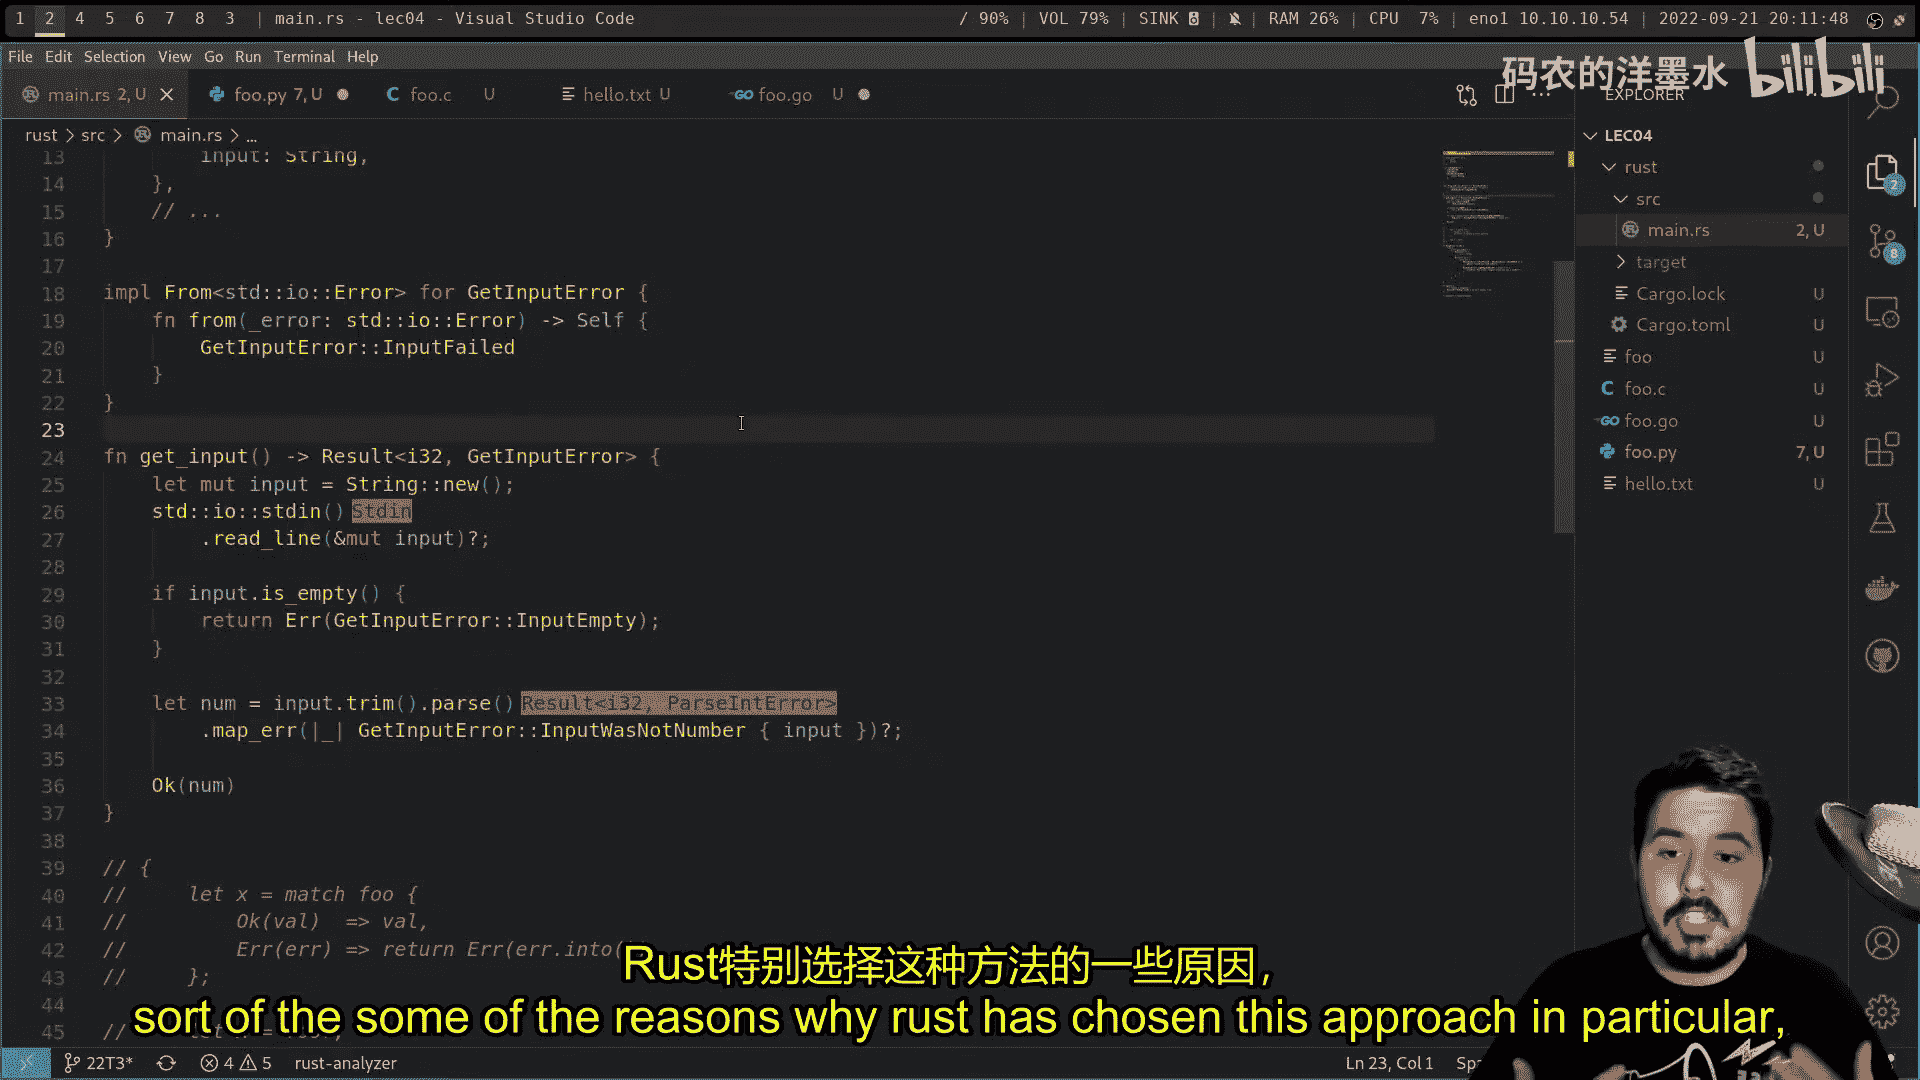 1 2 4 5 6 7 8 3 | main.rs - lec04 - Visual Studio Code
/ 90% | VOL 79% | SINK | | RAM 26% | CPU 7% | eno1 10.10.10.54 | 2022-09-21 20:11:48
File Edit Selection View Go Run Terminal Help
码农的洋墨水 bilibili
main.rs 2, U foo.py 7, U foo.c U hello.txt U foo.go U
EXPLORER
rust > src > main.rs > ...
13 input: String,
14 },
15 // ...
16 }
17
18 impl From<std::io::Error> for GetInputError {
19 fn from(_error: std::io::Error) -> Self {
20 GetInputError::InputFailed
21 }
22 }
23
24 fn get_input() -> Result<i32, GetInputError> {
25 let mut input = String::new();
26 std::io::stdin() Stdin
27 .read_line(&mut input)?;
28
29 if input.is_empty() {
30 return Err(GetInputError::InputEmpty);
31 }
32
33 let num = input.trim().parse() Result<i32, ParseIntError>
34 .map_err(|_| GetInputError::InputWasNotNumber { input })?;
35
36 Ok(num)
37 }
38
39 // {
40 // let x = match foo {
41 // Ok(val) => val,
42 // Err(err) => return Err(err.into(
43 // };
44
45 //
LEC04
rust
src
main.rs 2, U
target
Cargo.lock U
Cargo.toml U
foo U
foo.c U
foo.go U
foo.py 7, U
hello.txt U
2
8
Rust特别选择这种方法的一些原因，
sort of the some of the reasons why rust has chosen this approach in particular,
22T3* 4 5 rust-analyzer
Ln 23, Col 1